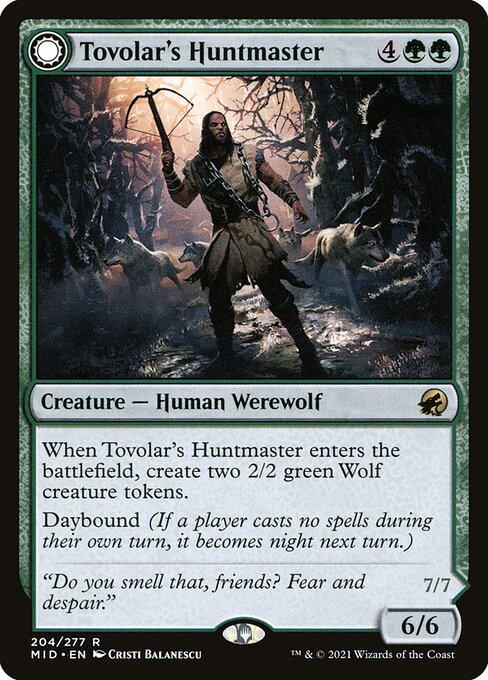 Tovolar's Huntmaster 4
Creature — Human Werewolf
When Tovolar's Huntmaster enters the
battlefield, create two 2/2 green Wolf
creature tokens.
Daybound (If a player casts no spells during
their own turn, it becomes night next turn.)
“Do you smell that, friends? Fear and
despair.”
7/7
6/6
204/277 R
MID • EN Cristi Balanescu
™ & © 2021 Wizards of the Coast